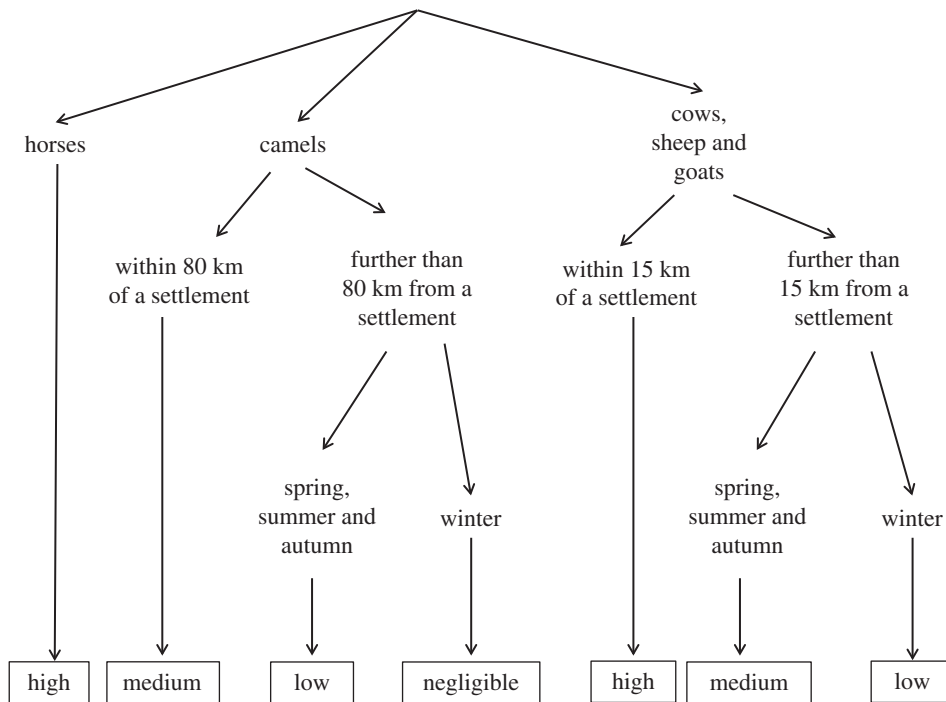 horses
camels
cows,
sheep and
goats
within 80 km
of a settlement
further than
80 km from a
settlement
within 15 km
of a settlement
further than
15 km from a
settlement
spring,
summer and
autumn
winter
spring,
summer and
autumn
winter
high
medium
low
negligible
high
medium
low